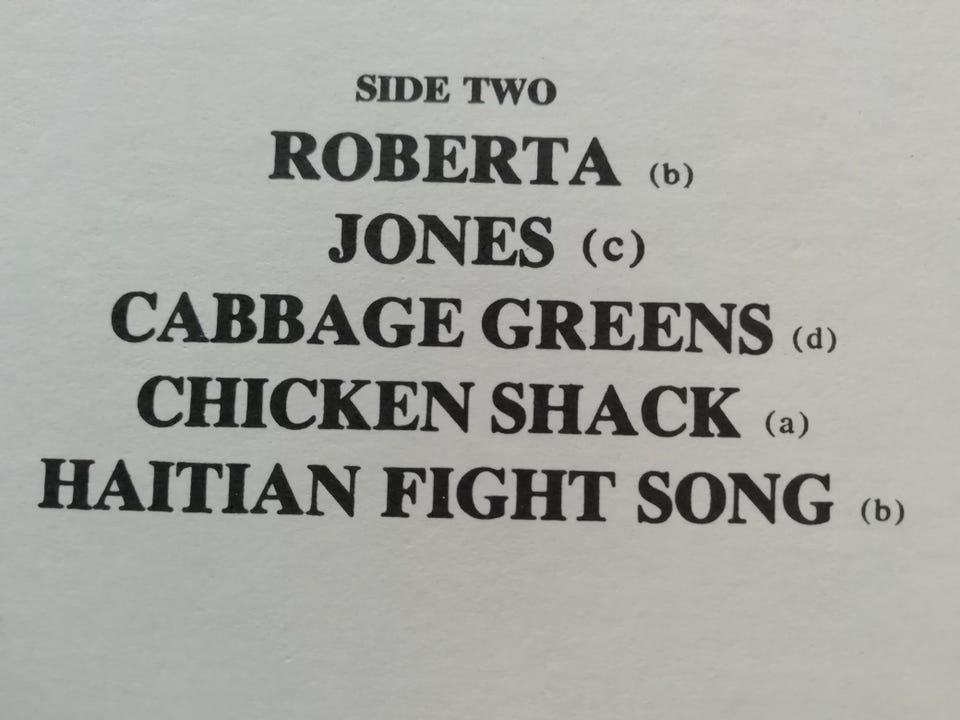 SIDE TWO
ROBERTA (b)
JONES (c)
CABBAGE GREENS (d)
CHICKEN SHACK (a)
HAITIAN FIGHT SONG (b)